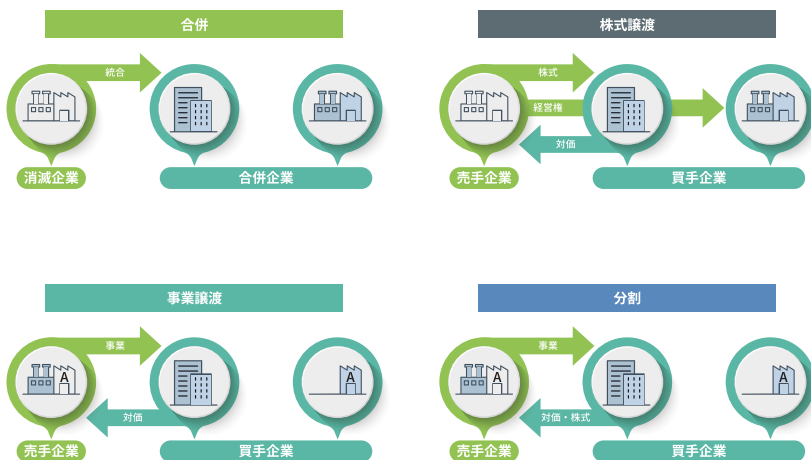 合併
統合
消滅企業
合併企業
株式譲渡
株式
経営権
対価
売手企業
買手企業
事業譲渡
事業
A
A
対価
売手企業
買手企業
分割
事業
A
A
対価・株式
売手企業
買手企業